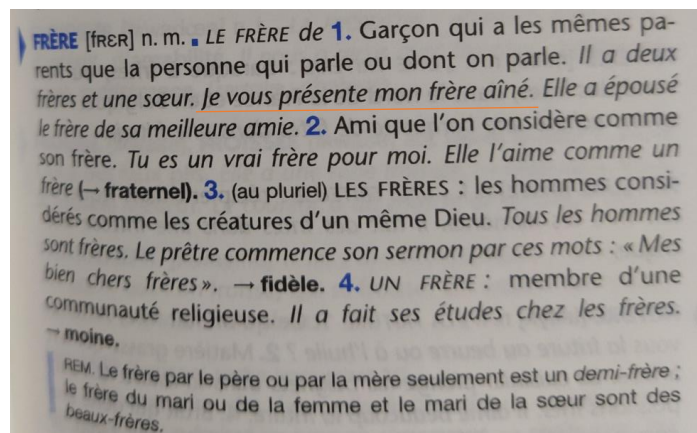 FRÈRE [fRɛR] n. m. ▪ LE FRÈRE de 1. Garçon qui a les mêmes pa-
rents que la personne qui parle ou dont on parle. Il a deux
frères et une sœur. Je vous présente mon frère aîné. Elle a épousé
le frère de sa meilleure amie. 2. Ami que l'on considère comme
son frère. Tu es un vrai frère pour moi. Elle l'aime comme un
frère (→ fraternel). 3. (au pluriel) LES FRÈRES : les hommes consi-
dérés comme les créatures d'un même Dieu. Tous les hommes
sont frères. Le prêtre commence son sermon par ces mots : « Mes
bien chers frères ». → fidèle. 4. UN FRÈRE : membre d'une
communauté religieuse. Il a fait ses études chez les frères.
→ moine.
REM. Le frère par le père ou par la mère seulement est un demi-frère ;
le frère du mari ou de la femme et le mari de la sœur sont des
beaux-frères.